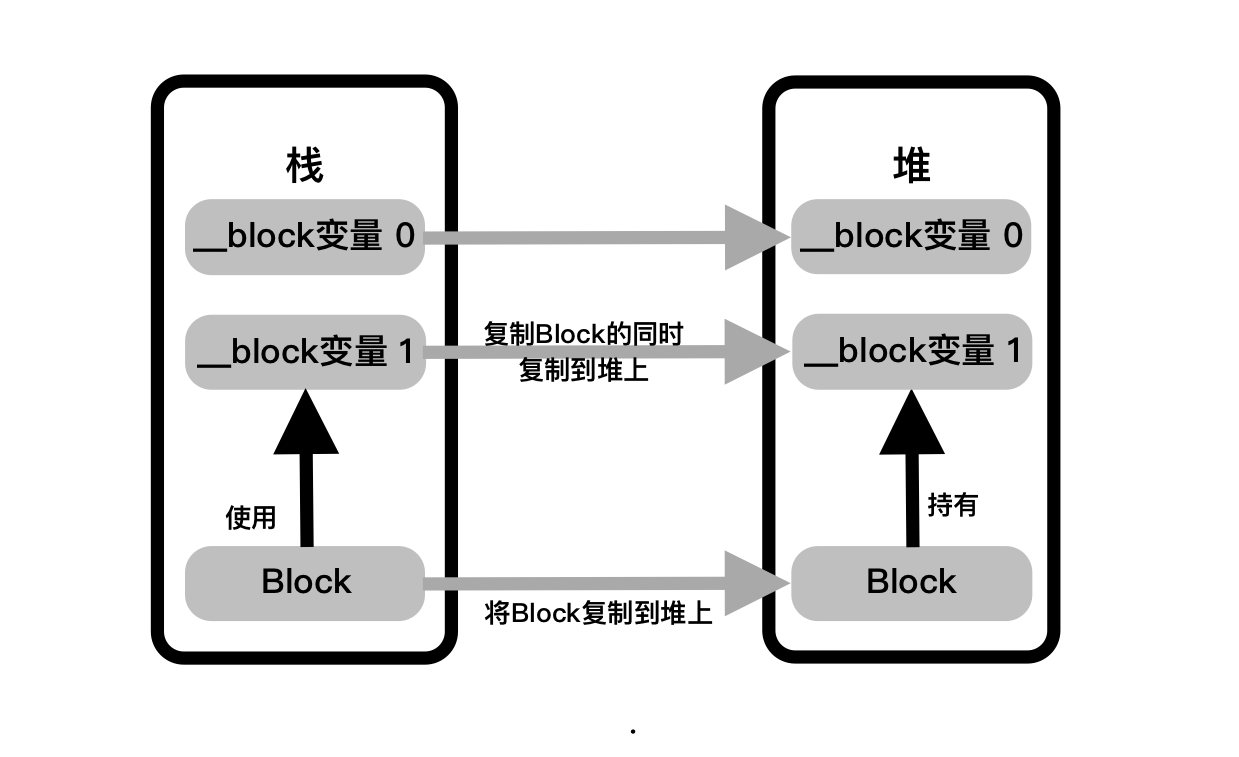 栈
__block变量 0
__block变量 1
使用
Block
复制Block的同时
复制到堆上
将Block复制到堆上
堆
__block变量 0
__block变量 1
持有
Block
.